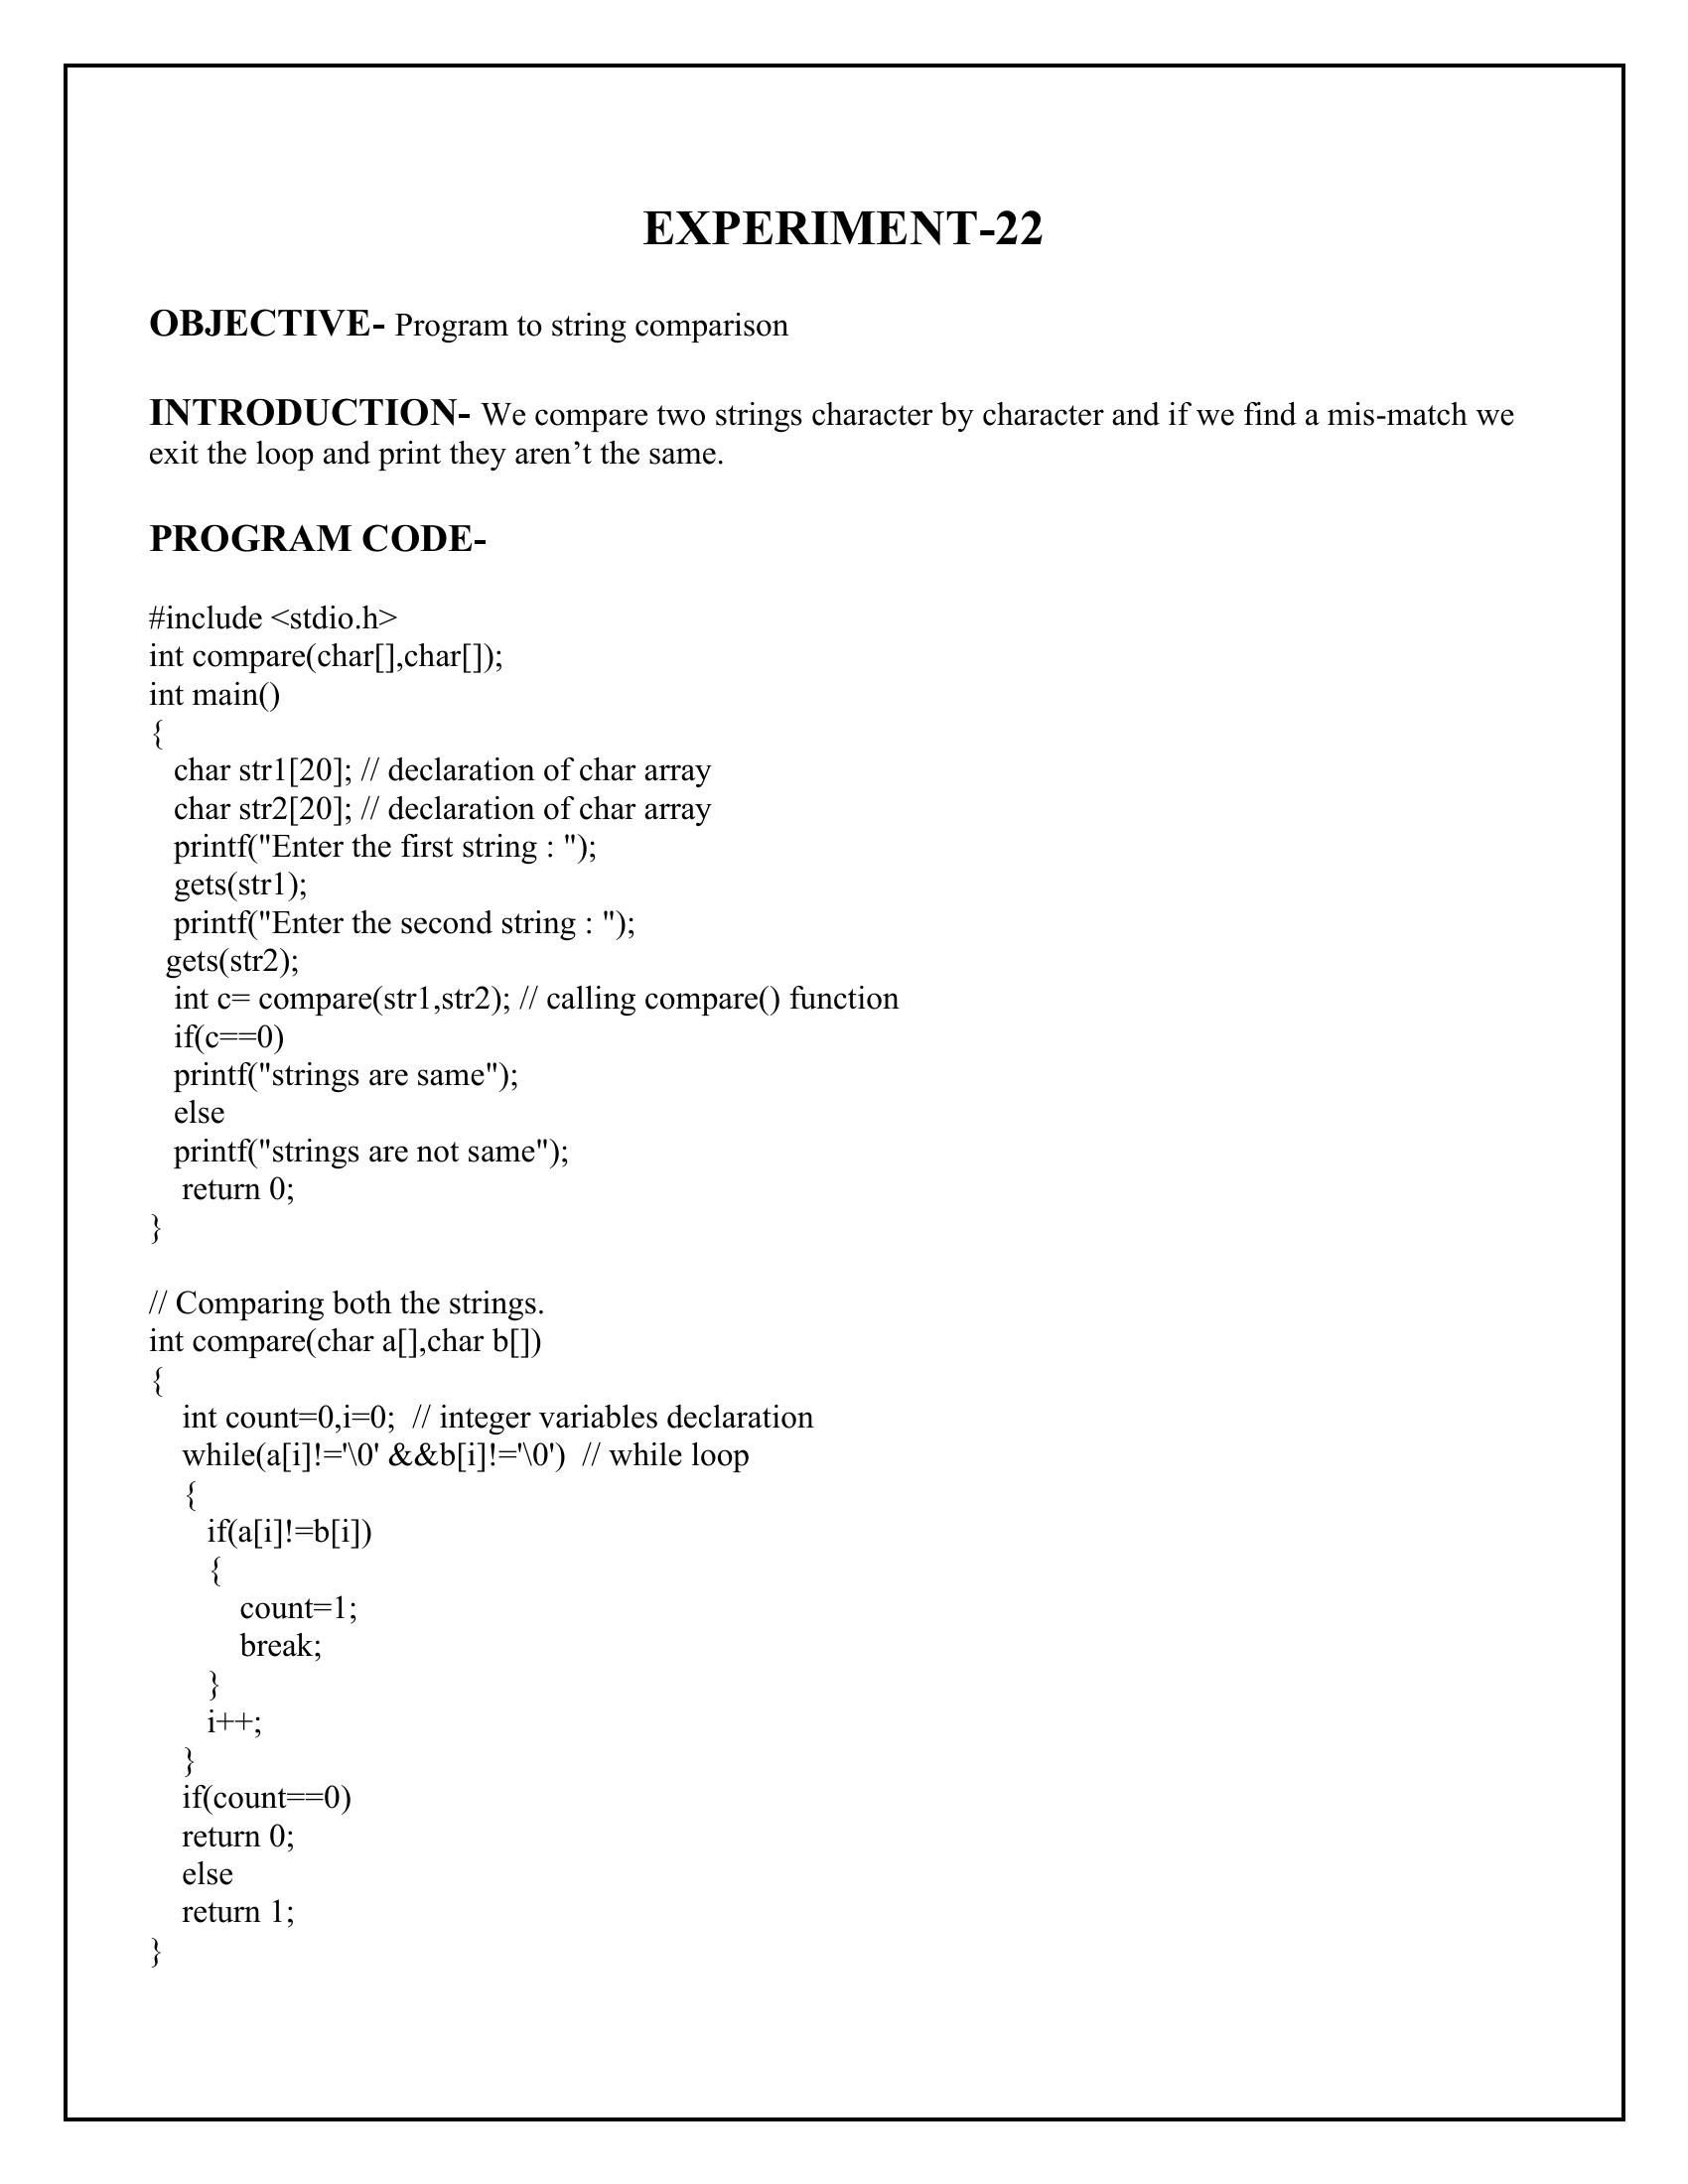 EXPERIMENT-22
OBJECTIVE- Program to string comparison
INTRODUCTION- We compare two strings character by character and if we find a mis-match we
exit the loop and print they aren’t the same.
PROGRAM CODE-
#include <stdio.h>
int compare(char[],char[]);
int main()
{
   char str1[20]; // declaration of char array
   char str2[20]; // declaration of char array
   printf("Enter the first string : ");
   gets(str1);
   printf("Enter the second string : ");
  gets(str2);
   int c= compare(str1,str2); // calling compare() function
   if(c==0)
   printf("strings are same");
   else
   printf("strings are not same");
    return 0;
}
// Comparing both the strings.
int compare(char a[],char b[])
{
    int count=0,i=0;  // integer variables declaration
    while(a[i]!='\0' &&b[i]!='\0')  // while loop
    {
       if(a[i]!=b[i])
       {
           count=1;
           break;
       }
       i++;
    }
    if(count==0)
    return 0;
    else
    return 1;
}